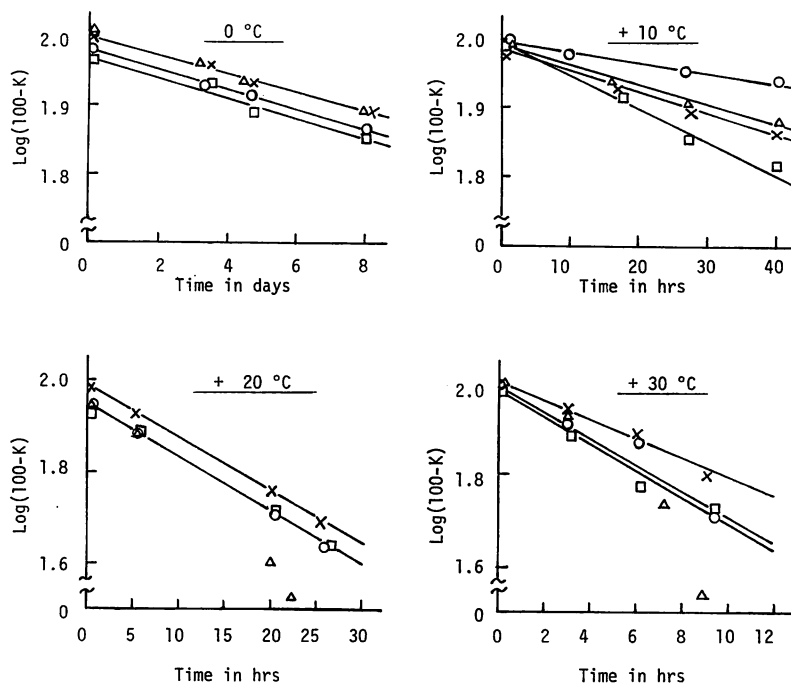 0 °C
Log(100-K)
2.0
1.9
1.8
0
0 2 4 6 8
Time in days
+ 10 °C
Log(100-K)
2.0
1.9
1.8
0
0 10 20 30 40
Time in hrs
+ 20 °C
Log(100-K)
2.0
1.8
1.6
0
0 5 10 15 20 25 30
Time in hrs
+ 30 °C
Log(100-K)
2.0
1.8
1.6
0
0 2 4 6 8 10 12
Time in hrs